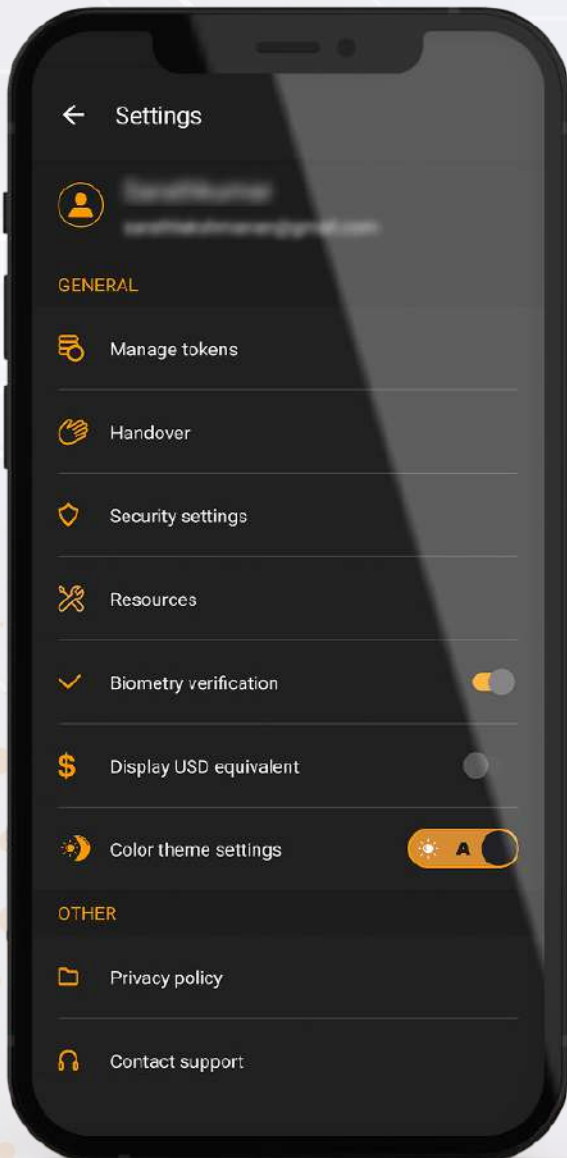 Settings
GENERAL
Manage tokens
Handover
Security settings
Resources
Biometry verification
$ Display USD equivalent
Color theme settings A
OTHER
Privacy policy
Contact support